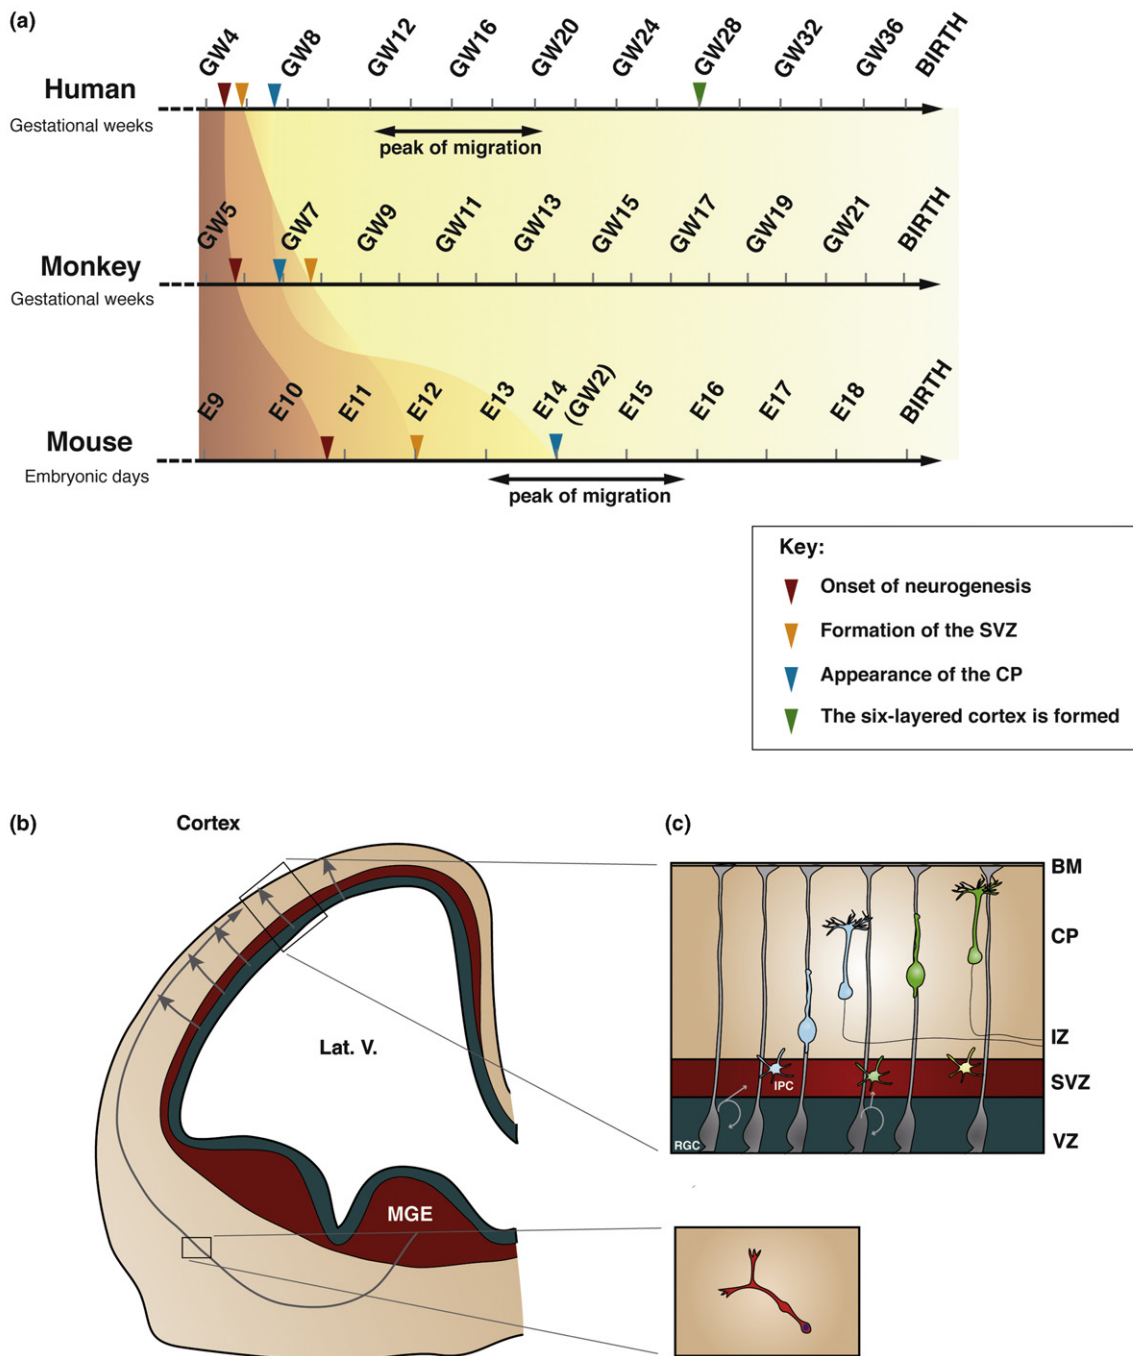 (a)
GW4 GW8 GW12 GW16 GW20 GW24 GW28 GW32 GW36 BIRTH
Human
Gestational weeks
peak of migration
GW5 GW7 GW9 GW11 GW13 GW15 GW17 GW19 GW21 BIRTH
Monkey
Gestational weeks
E9 E10 E11 E12 E13 E14 (GW2) E15 E16 E17 E18 BIRTH
Mouse
Embryonic days
peak of migration
Key:
Onset of neurogenesis
Formation of the SVZ
Appearance of the CP
The six-layered cortex is formed
(b)
Cortex
Lat. V.
MGE
(c)
BM
CP
IZ
SVZ
IPC
VZ
RGC